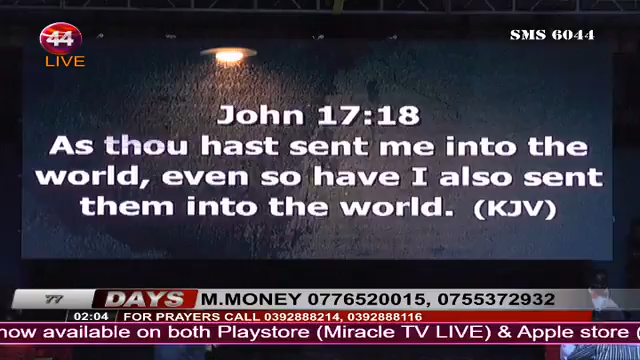 44
LIVE
SMS 6044
John 17:18
As thou hast sent me into the
world, even so have I also sent
them into the world. (KJV)
77 DAYS M.MONEY 0776520015, 0755372932
02:04 FOR PRAYERS CALL 0392888214, 0392888116
now available on both Playstore (Miracle TV LIVE) & Apple store (